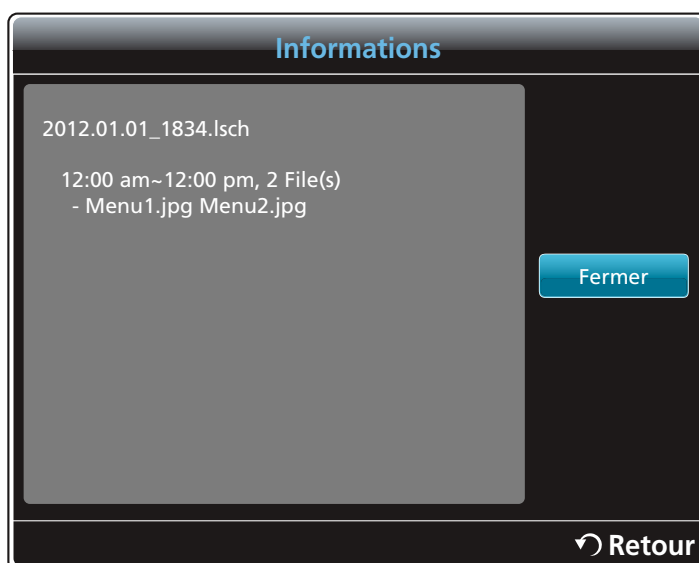 Informations
2012.01.01_1834.lsch
12:00 am~12:00 pm, 2 File(s)
- Menu1.jpg Menu2.jpg
Fermer
Retour